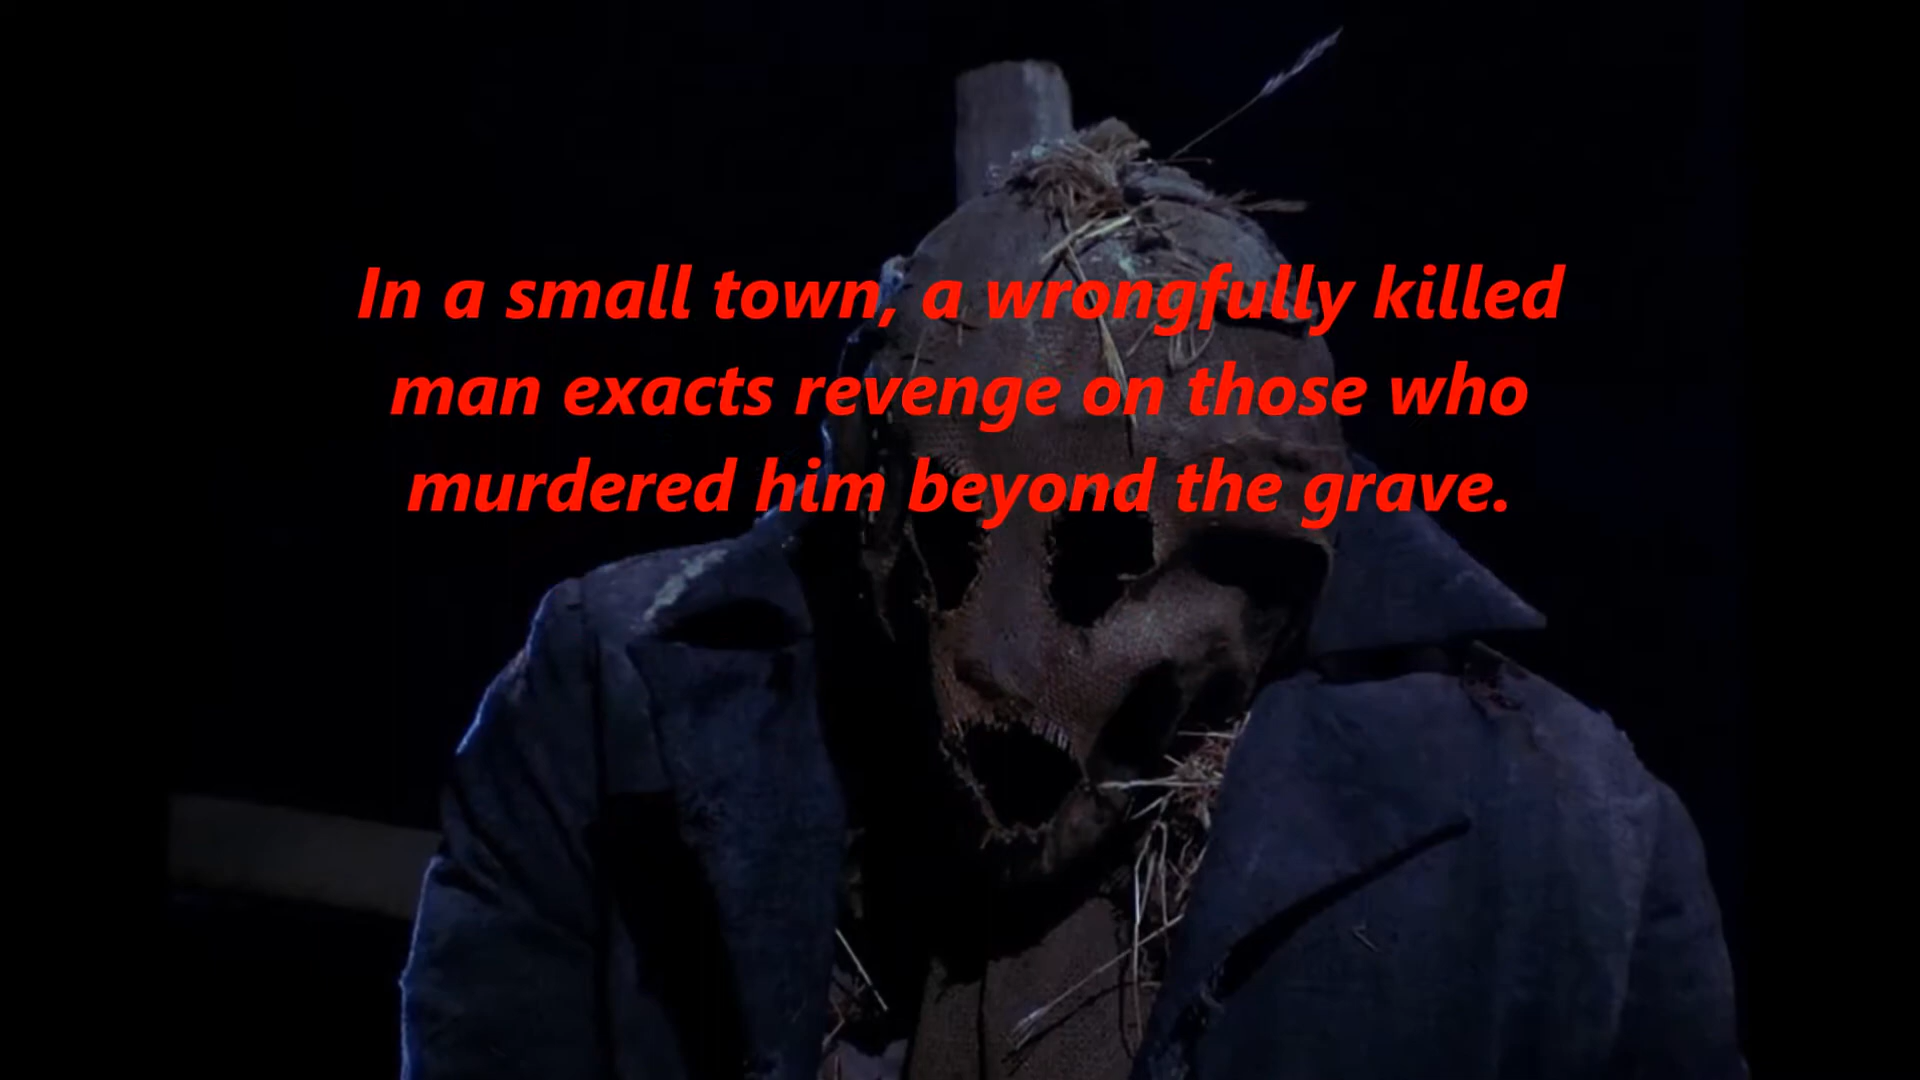 In a small town, a wrongfully killed
man exacts revenge on those who
murdered him beyond the grave.